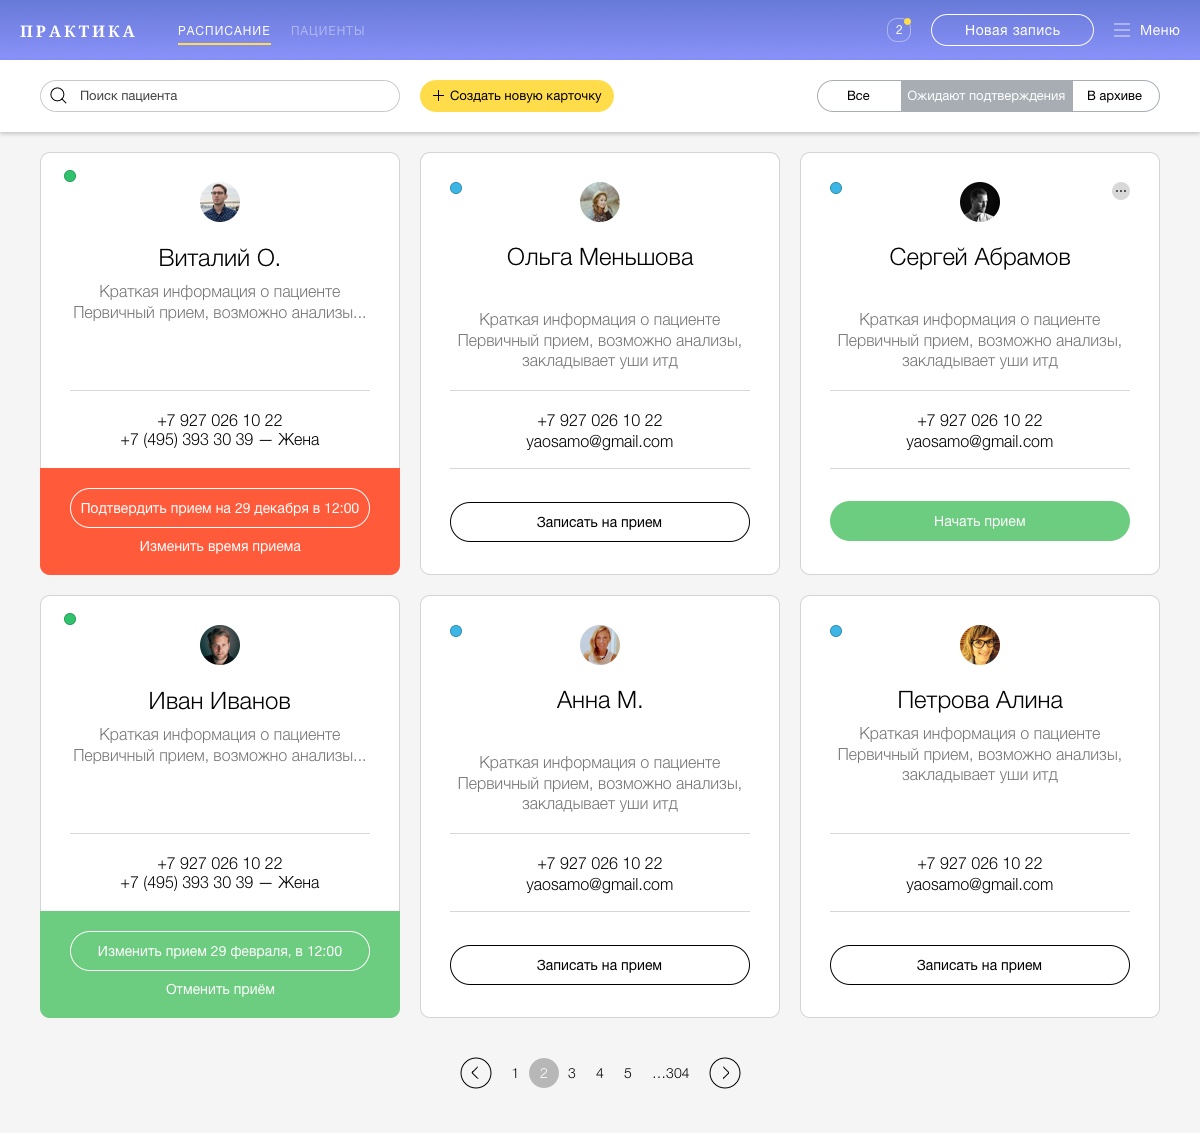 ПРАКТИКА
РАСПИСАНИЕ
ПАЦИЕНТЫ
2
Новая запись
Меню
Поиск пациента
Создать новую карточку
Все
Ожидают подтверждения
В архиве
Виталий О.
Краткая информация о пациенте
Первичный прием, возможно анализы...
+7 927 026 10 22
+7 (495) 393 30 39 — Жена
Подтвердить прием на 29 декабря в 12:00
Изменить время приема
Ольга Меньшова
Краткая информация о пациенте
Первичный прием, возможно анализы,
закладывает уши итд
+7 927 026 10 22
yaosamo@gmail.com
Записать на прием
Сергей Абрамов
Краткая информация о пациенте
Первичный прием, возможно анализы,
закладывает уши итд
+7 927 026 10 22
yaosamo@gmail.com
Начать прием
Иван Иванов
Краткая информация о пациенте
Первичный прием, возможно анализы...
+7 927 026 10 22
+7 (495) 393 30 39 — Жена
Изменить прием 29 февраля, в 12:00
Отменить приём
Анна М.
Краткая информация о пациенте
Первичный прием, возможно анализы,
закладывает уши итд
+7 927 026 10 22
yaosamo@gmail.com
Записать на прием
Петрова Алина
Краткая информация о пациенте
Первичный прием, возможно анализы,
закладывает уши итд
+7 927 026 10 22
yaosamo@gmail.com
Записать на прием
1 2 3 4 5 ...304